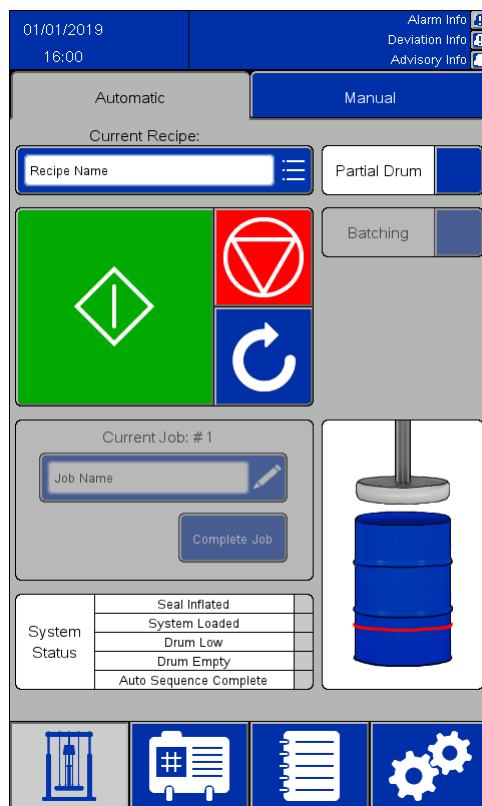 01/01/2019
16:00
Alarm Info
Deviation Info
Advisory Info
Automatic
Manual
Current Recipe:
Recipe Name
Partial Drum
Batching
Current Job: # 1
Job Name
Complete Job
System Status
Seal Inflated
System Loaded
Drum Low
Drum Empty
Auto Sequence Complete
#